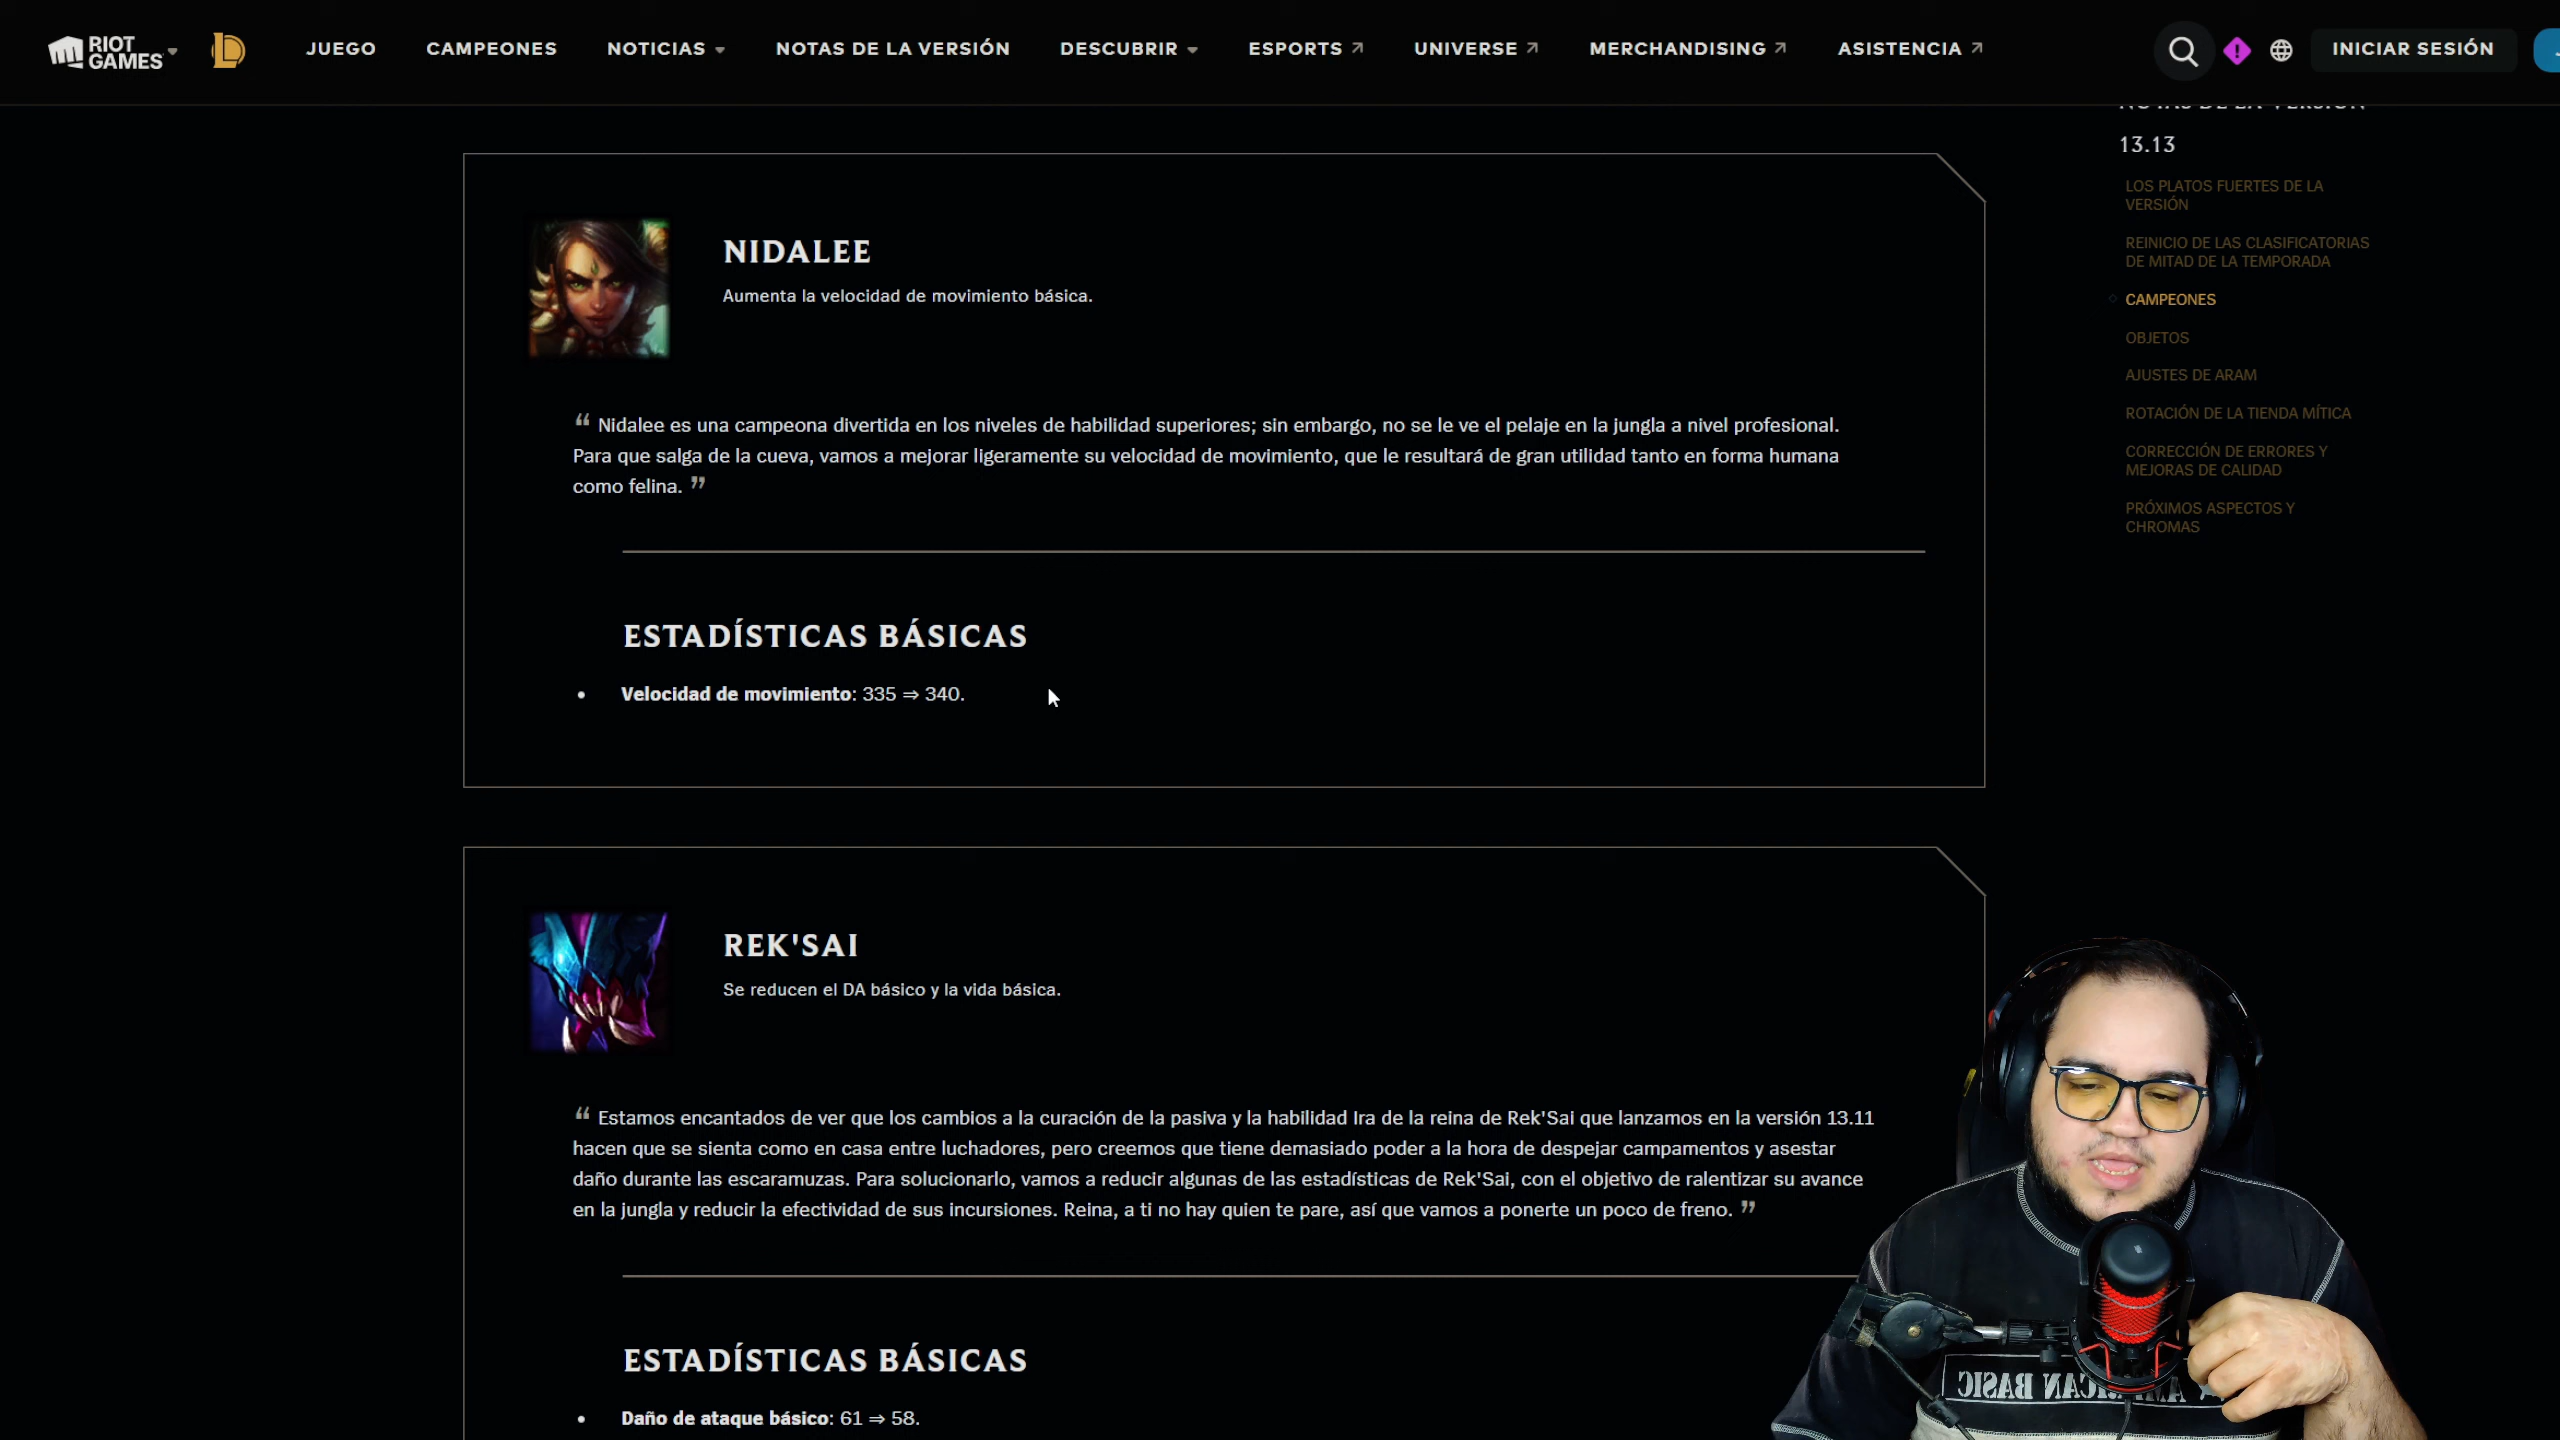 RIOT GAMES
JUEGO
CAMPEONES
NOTICIAS
NOTAS DE LA VERSIÓN
DESCUBRIR
ESPORTS
UNIVERSE
MERCHANDISING
ASISTENCIA
INICIAR SESIÓN
NOTAS DE LA VERSIÓN
13.13
LOS PLATOS FUERTES DE LA
VERSIÓN
REINICIO DE LAS CLASIFICATORIAS
DE MITAD DE LA TEMPORADA
CAMPEONES
OBJETOS
AJUSTES DE ARAM
ROTACIÓN DE LA TIENDA MÍTICA
CORRECCIÓN DE ERRORES Y
MEJORAS DE CALIDAD
PRÓXIMOS ASPECTOS Y
CHROMAS
NIDALEE
Aumenta la velocidad de movimiento básica.
“ Nidalee es una campeona divertida en los niveles de habilidad superiores; sin embargo, no se le ve el pelaje en la jungla a nivel profesional.
Para que salga de la cueva, vamos a mejorar ligeramente su velocidad de movimiento, que le resultará de gran utilidad tanto en forma humana
como felina. ”
ESTADÍSTICAS BÁSICAS
• Velocidad de movimiento: 335 ⇒ 340.
REK'SAI
Se reducen el DA básico y la vida básica.
“ Estamos encantados de ver que los cambios a la curación de la pasiva y la habilidad Ira de la reina de Rek'Sai que lanzamos en la versión 13.11
hacen que se sienta como en casa entre luchadores, pero creemos que tiene demasiado poder a la hora de despejar campamentos y asestar
daño durante las escaramuzas. Para solucionarlo, vamos a reducir algunas de las estadísticas de Rek'Sai, con el objetivo de ralentizar su avance
en la jungla y reducir la efectividad de sus incursiones. Reina, a ti no hay quien te pare, así que vamos a ponerte un poco de freno. ”
ESTADÍSTICAS BÁSICAS
• Daño de ataque básico: 61 ⇒ 58.
AMERICAN BASIC